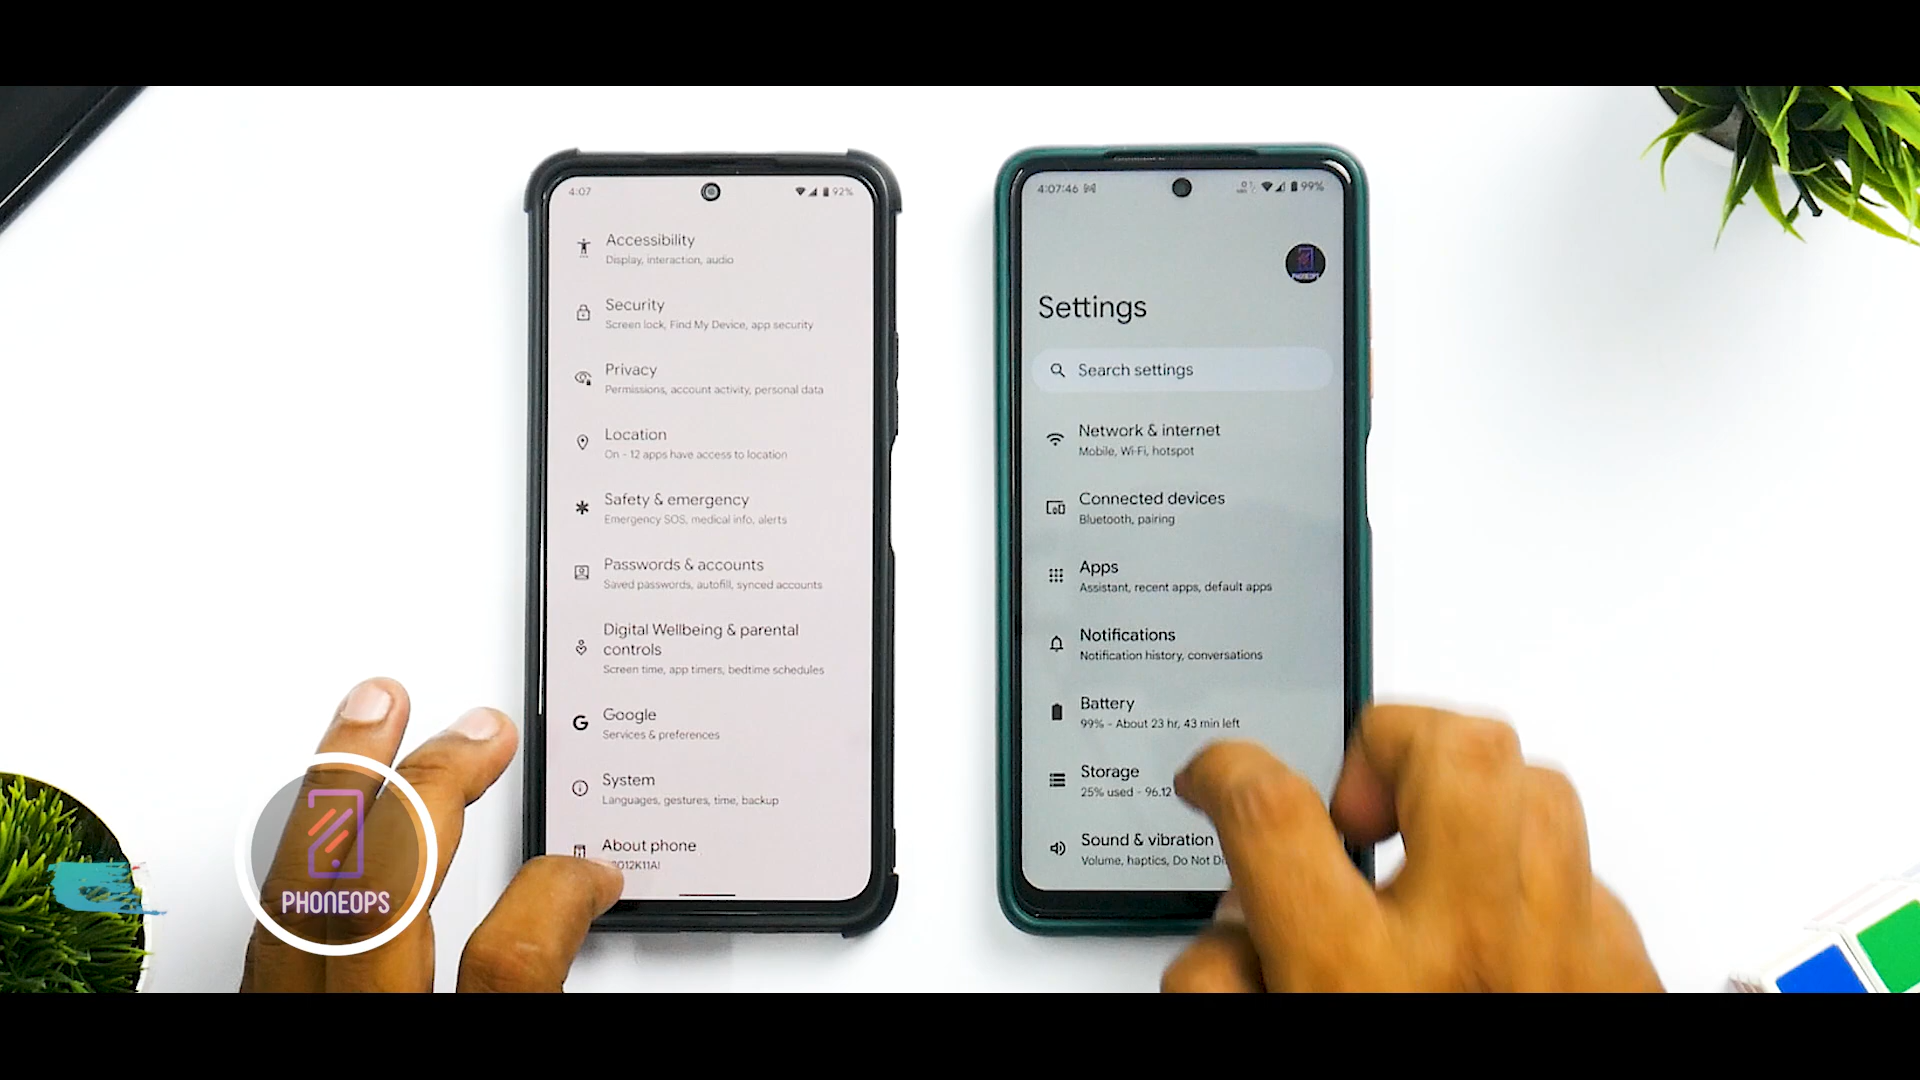 4:07
92%
Accessibility
Display, interaction, audio
Security
Screen lock, Find My Device, app security
Privacy
Permissions, account activity, personal data
Location
On - 12 apps have access to location
Safety & emergency
Emergency SOS, medical info, alerts
Passwords & accounts
Saved passwords, autofill, synced accounts
Digital Wellbeing & parental
controls
Screen time, app timers, bedtime schedules
Google
Services & preferences
System
Languages, gestures, time, backup
About phone
012K11AI
4:07:46
99%
PHONEOPS
Settings
Search settings
Network & internet
Mobile, Wi-Fi, hotspot
Connected devices
Bluetooth, pairing
Apps
Assistant, recent apps, default apps
Notifications
Notification history, conversations
Battery
99% - About 23 hr, 43 min left
Storage
25% used - 96.12
Sound & vibration
Volume, haptics, Do Not
PHONEOPS